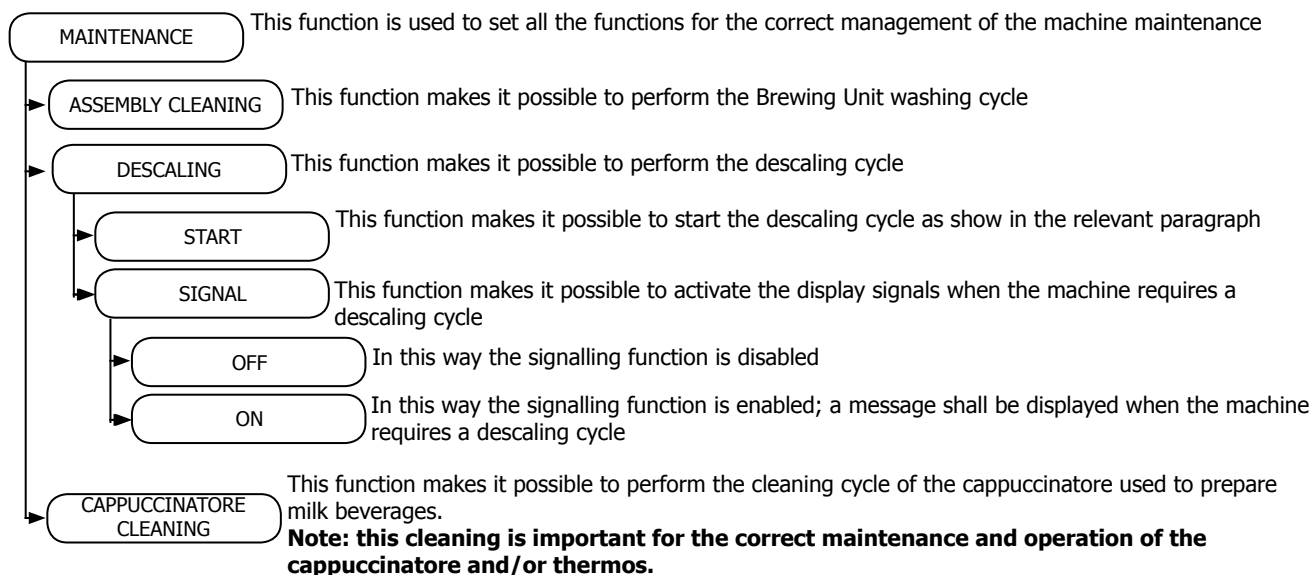 MAINTENANCE
This function is used to set all the functions for the correct management of the machine maintenance
ASSEMBLY CLEANING
This function makes it possible to perform the Brewing Unit washing cycle
DESCALING
This function makes it possible to perform the descaling cycle
START
This function makes it possible to start the descaling cycle as show in the relevant paragraph
SIGNAL
This function makes it possible to activate the display signals when the machine requires a
descaling cycle
OFF
In this way the signalling function is disabled
ON
In this way the signalling function is enabled; a message shall be displayed when the machine
requires a descaling cycle
CAPPUCCINATORE
CLEANING
This function makes it possible to perform the cleaning cycle of the cappuccinatore used to prepare
milk beverages.
Note: this cleaning is important for the correct maintenance and operation of the
cappuccinatore and/or thermos.